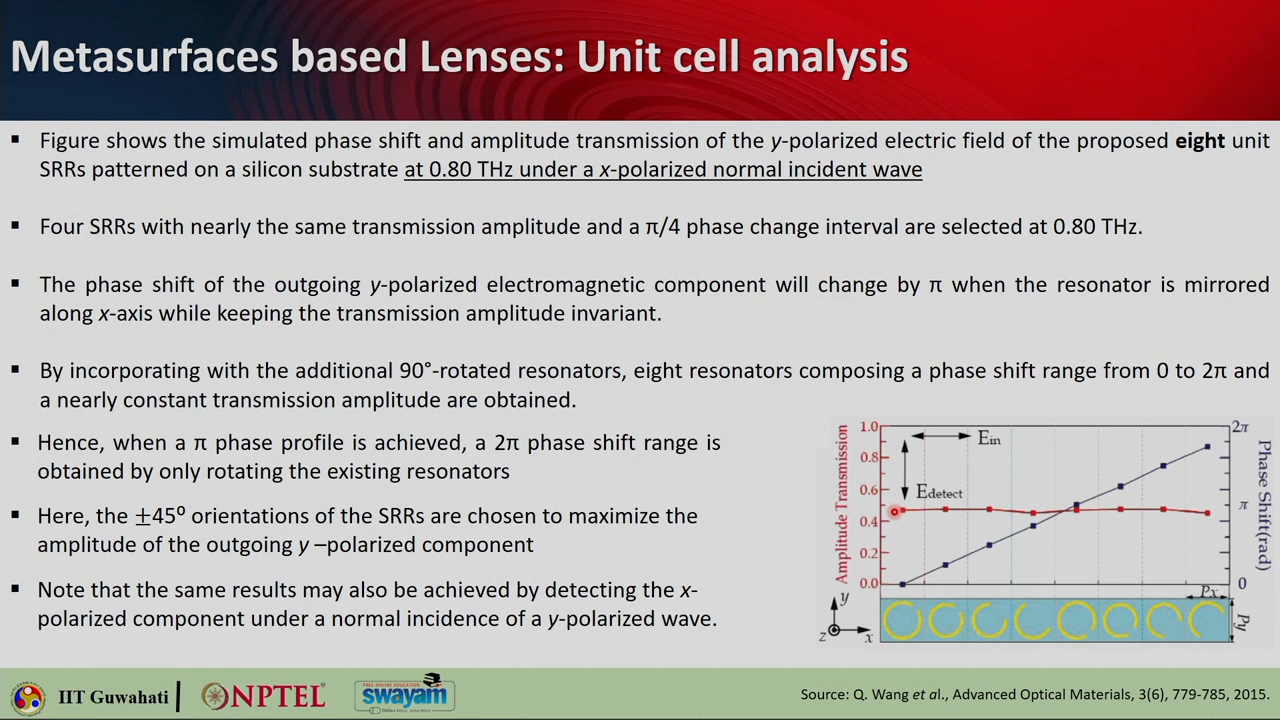 Metasurfaces based Lenses: Unit cell analysis
▪ Figure shows the simulated phase shift and amplitude transmission of the y-polarized electric field of the proposed eight unit
SRRs patterned on a silicon substrate at 0.80 THz under a x-polarized normal incident wave
▪ Four SRRs with nearly the same transmission amplitude and a π/4 phase change interval are selected at 0.80 THz.
▪ The phase shift of the outgoing y-polarized electromagnetic component will change by π when the resonator is mirrored
along x-axis while keeping the transmission amplitude invariant.
▪ By incorporating with the additional 90°-rotated resonators, eight resonators composing a phase shift range from 0 to 2π and
a nearly constant transmission amplitude are obtained.
▪ Hence, when a π phase profile is achieved, a 2π phase shift range is
obtained by only rotating the existing resonators
▪ Here, the ±45⁰ orientations of the SRRs are chosen to maximize the
amplitude of the outgoing y –polarized component
▪ Note that the same results may also be achieved by detecting the x-
polarized component under a normal incidence of a y-polarized wave.
Amplitude Transmission
1.0
0.8
0.6
0.4
0.2
0.0
Ein
Edetect
2π
π
0
Phase Shift(rad)
y
z
x
Px
Py
IIT Guwahati
NPTEL
FREE ONLINE EDUCATION
swayam
Source: Q. Wang et al., Advanced Optical Materials, 3(6), 779-785, 2015.